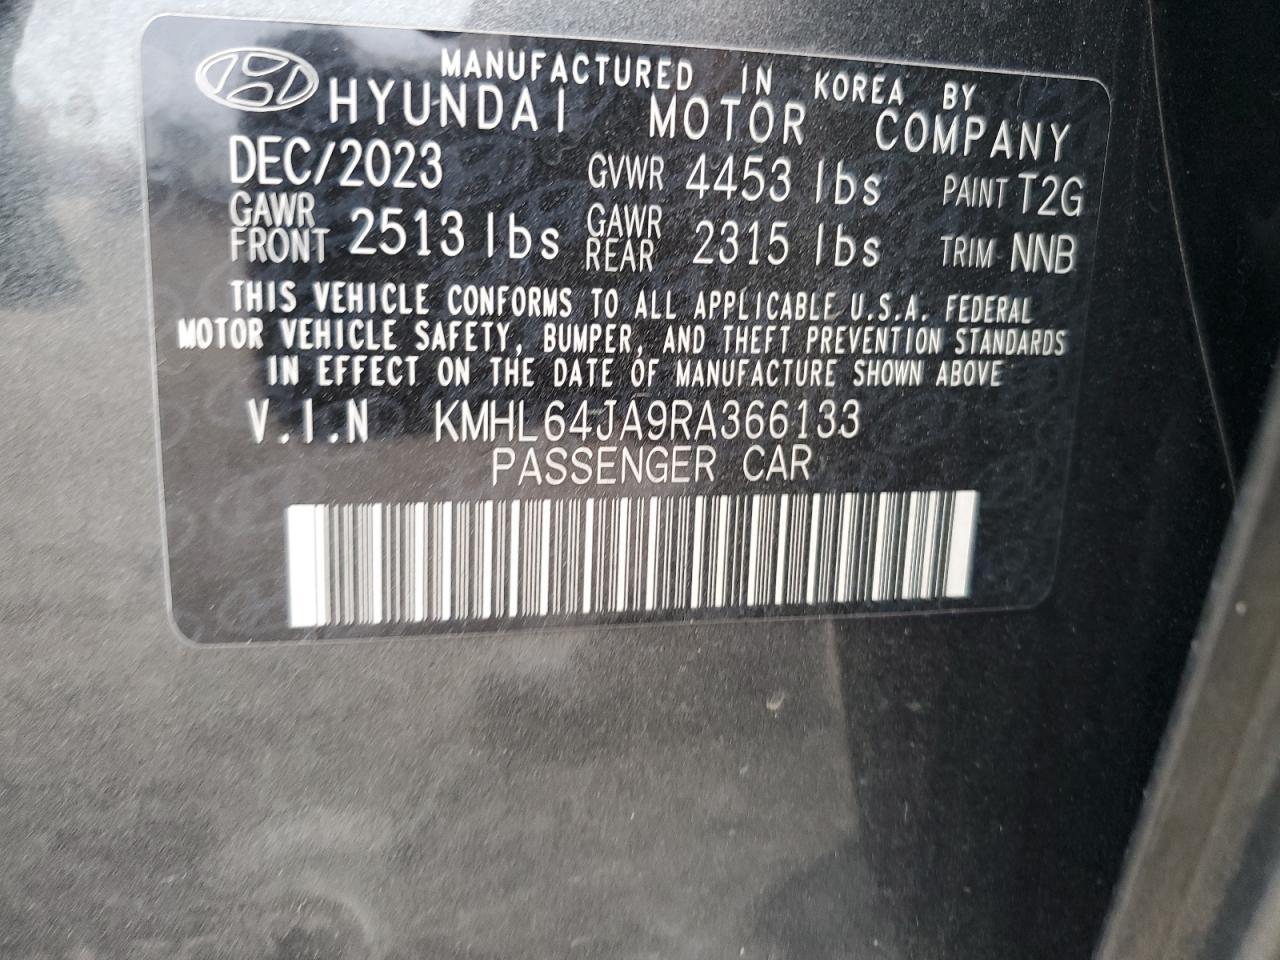 MANUFACTURED IN KOREA BY
HYUNDAI MOTOR COMPANY
DEC/2023 GVWR 4453 lbs PAINT T2G
GAWR FRONT 2513 lbs GAWR REAR 2315 lbs TRIM NNB
THIS VEHICLE CONFORMS TO ALL APPLICABLE U.S.A. FEDERAL
MOTOR VEHICLE SAFETY, BUMPER, AND THEFT PREVENTION STANDARDS
IN EFFECT ON THE DATE OF MANUFACTURE SHOWN ABOVE
V.I.N KMHL64JA9RA366133
PASSENGER CAR